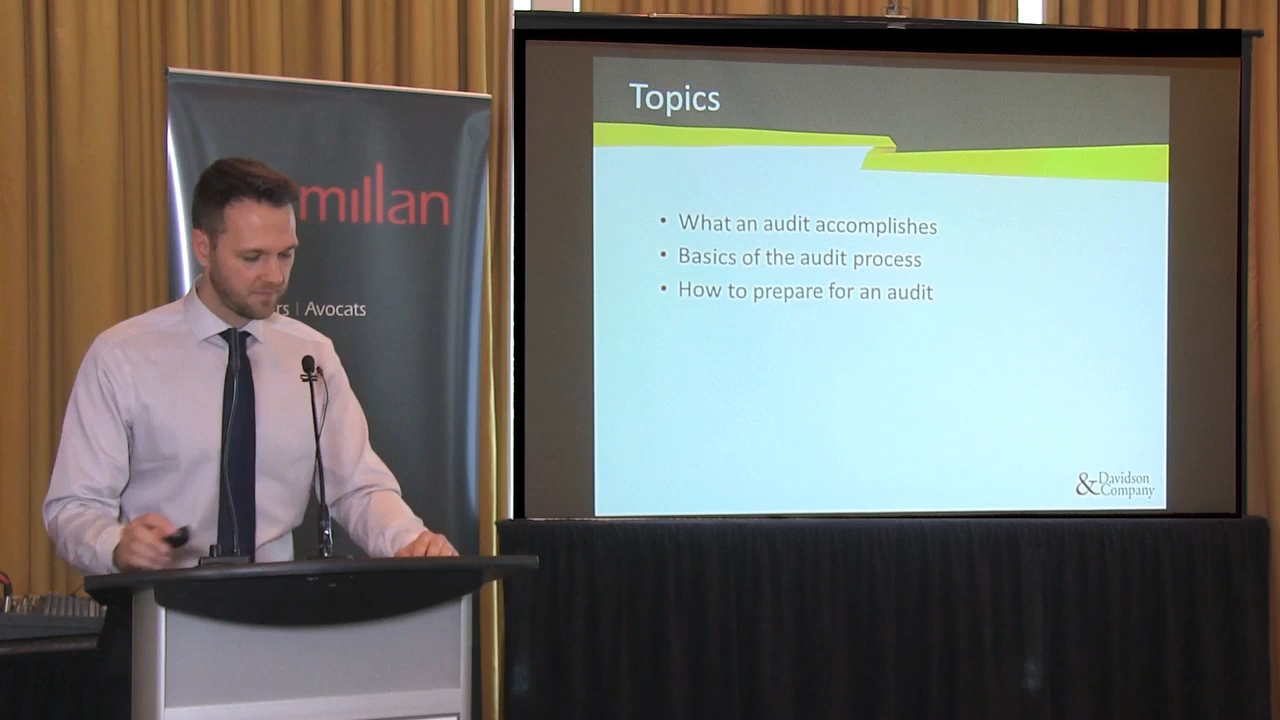 millan
rs | Avocats
Topics
• What an audit accomplishes
• Basics of the audit process
• How to prepare for an audit
& Davidson
Company